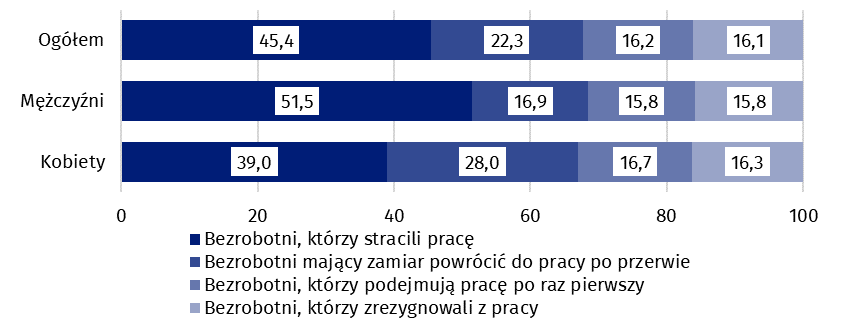 Ogółem 45,4 22,3 16,2 16,1
Mężczyźni 51,5 16,9 15,8 15,8
Kobiety 39,0 28,0 16,7 16,3
0 20 40 60 80 100
Bezrobotni, którzy stracili pracę
Bezrobotni mający zamiar powrócić do pracy po przerwie
Bezrobotni, którzy podejmują pracę po raz pierwszy
Bezrobotni, którzy zrezygnowali z pracy